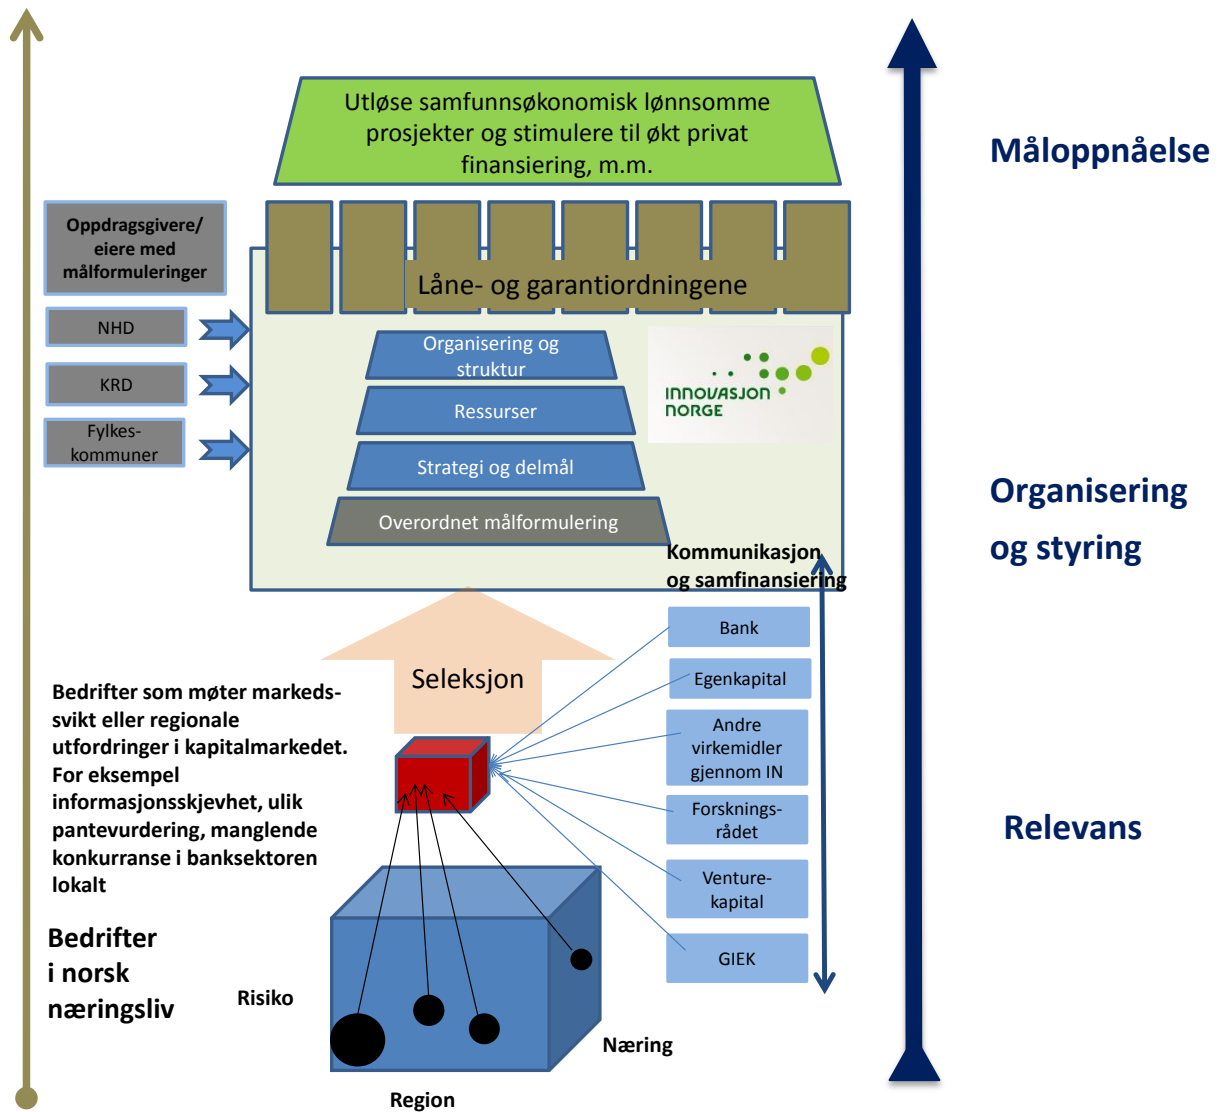 Utløse samfunnsøkonomisk lønnsomme
prosjekter og stimulere til økt privat
finansiering, m.m.
Måloppnåelse
Oppdragsgivere/
eiere med
målformuleringer
Låne- og garantiordningene
NHD
KRD
Fylkes-
kommuner
Organisering og
struktur
Ressurser
Strategi og delmål
Overordnet målformulering
INNOVASJON
NORGE
Organisering
og styring
Kommunikasjon
og samfinansiering
Seleksjon
Bank
Egenkapital
Andre
virkemidler
gjennom IN
Forsknings-
rådet
Venture-
kapital
GIEK
Bedrifter som møter markeds-
svikt eller regionale
utfordringer i kapitalmarkedet.
For eksempel
informasjonsskjevhet, ulik
pantevurdering, manglende
konkurranse i banksektoren
lokalt
Relevans
Bedrifter
i norsk
næringsliv
Risiko
Næring
Region